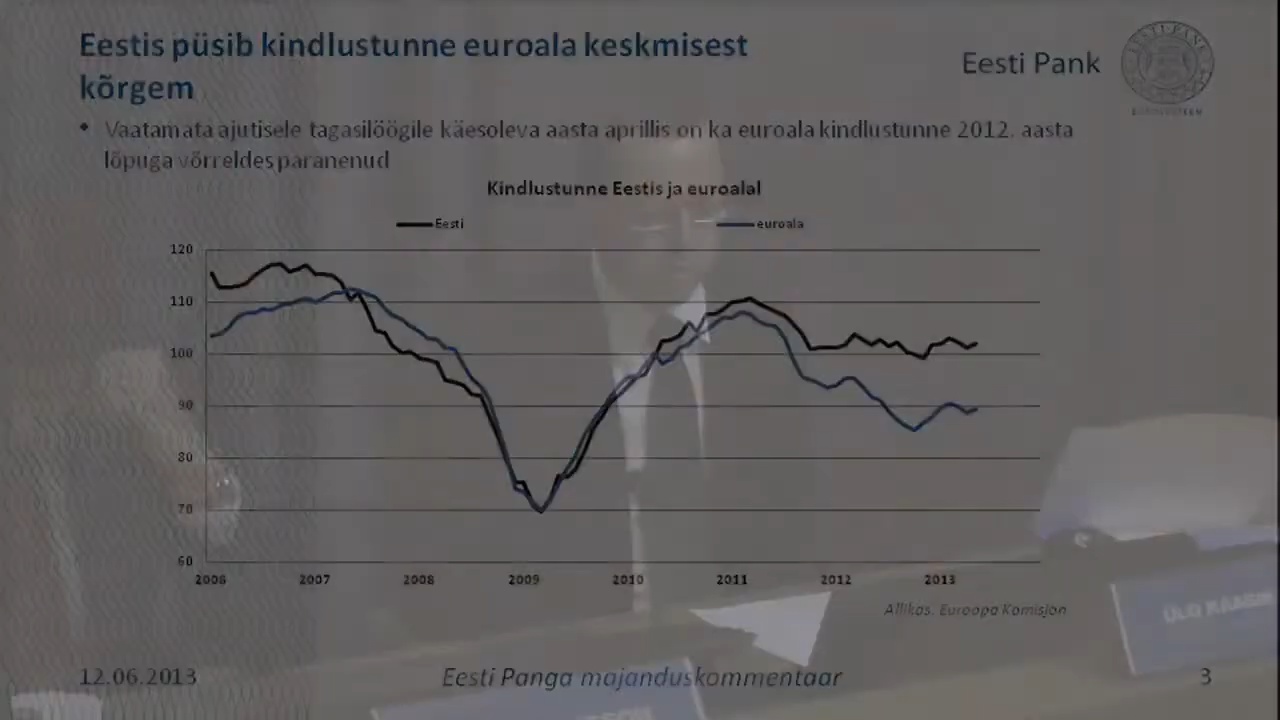 Eestis püsib kindlustunne euroala keskmisest
kõrgem
Eesti Pank
• Vaatamata ajutisele tagasilöögile käesoleva aasta aprillis on ka euroala kindlustunne 2012. aasta
lõpuga võrreldes paranenud
Kindlustunne Eestis ja euroalal
Eesti euroala
120
110
100
90
80
70
60
2006 2007 2008 2009 2010 2011 2012 2013
Allikas: Euroopa Komisjon
12.06.2013 Eesti Panga majanduskommentaar 3